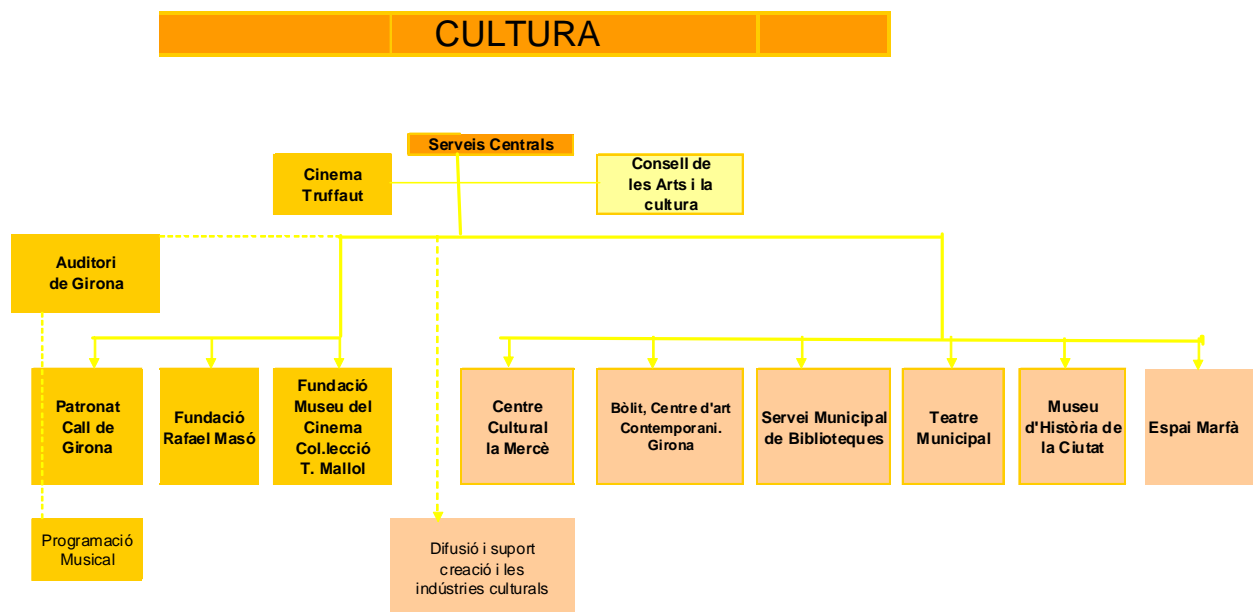 CULTURA
Serveis Centrals
Cinema
Truffaut
Consell de
les Arts i la
cultura
Auditori
de Girona
Patronat
Call de
Girona
Fundació
Rafael Masó
Fundació
Museu del
Cinema
Col.lecció
T. Mallol
Centre
Cultural
la Mercè
Bòlit, Centre d'art
Contemporani.
Girona
Servei Municipal
de Biblioteques
Teatre
Municipal
Museu
d'Història de
la Ciutat
Espai Marfà
Programació
Musical
Difusió i suport
creació i les
indústries culturals